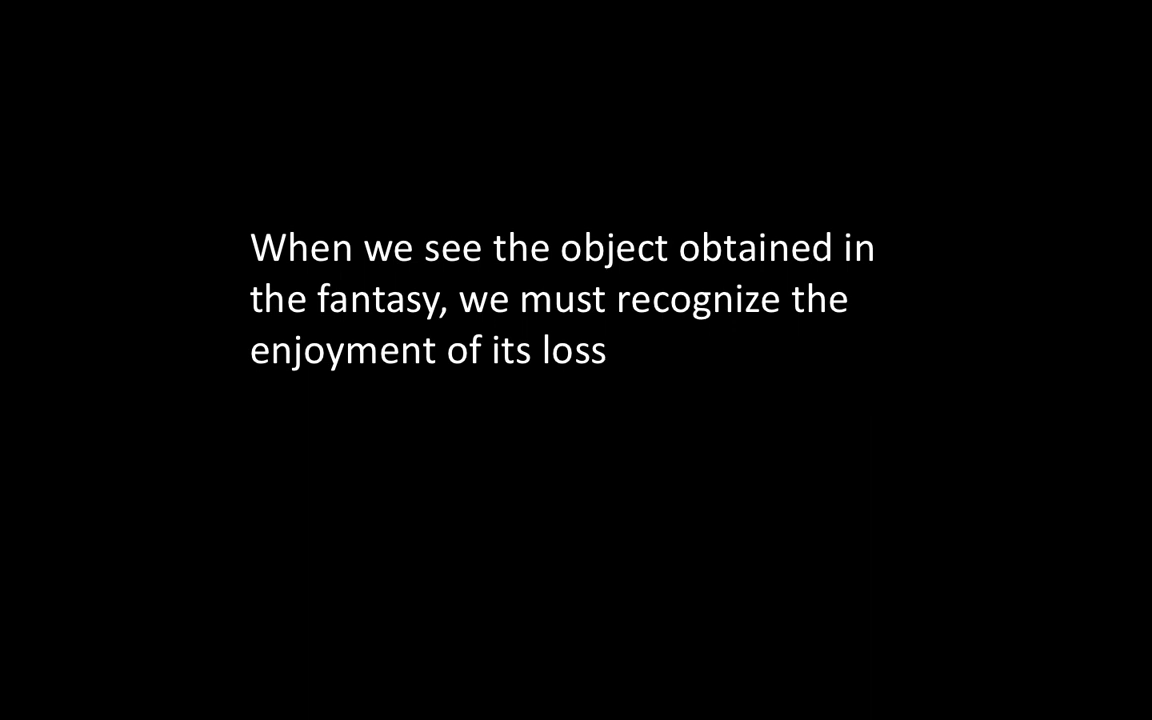 When we see the object obtained in
the fantasy, we must recognize the
enjoyment of its loss